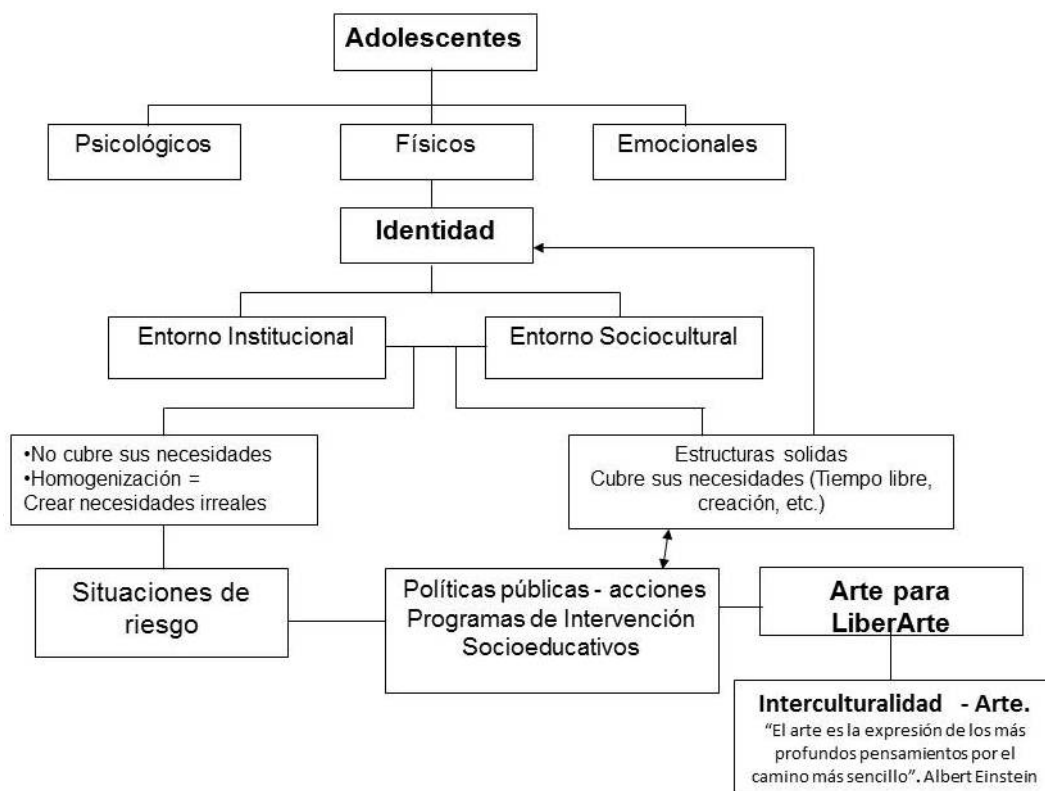 Adolescentes
Psicológicos
Físicos
Emocionales
Identidad
Entorno Institucional
Entorno Sociocultural
•No cubre sus necesidades
•Homogenización =
Crear necesidades irreales
Estructuras solidas
Cubre sus necesidades (Tiempo libre,
creación, etc.)
Situaciones de
riesgo
Políticas públicas - acciones
Programas de Intervención
Socioeducativos
Arte para
LiberArte
Interculturalidad - Arte.
“El arte es la expresión de los más
profundos pensamientos por el
camino más sencillo”. Albert Einstein